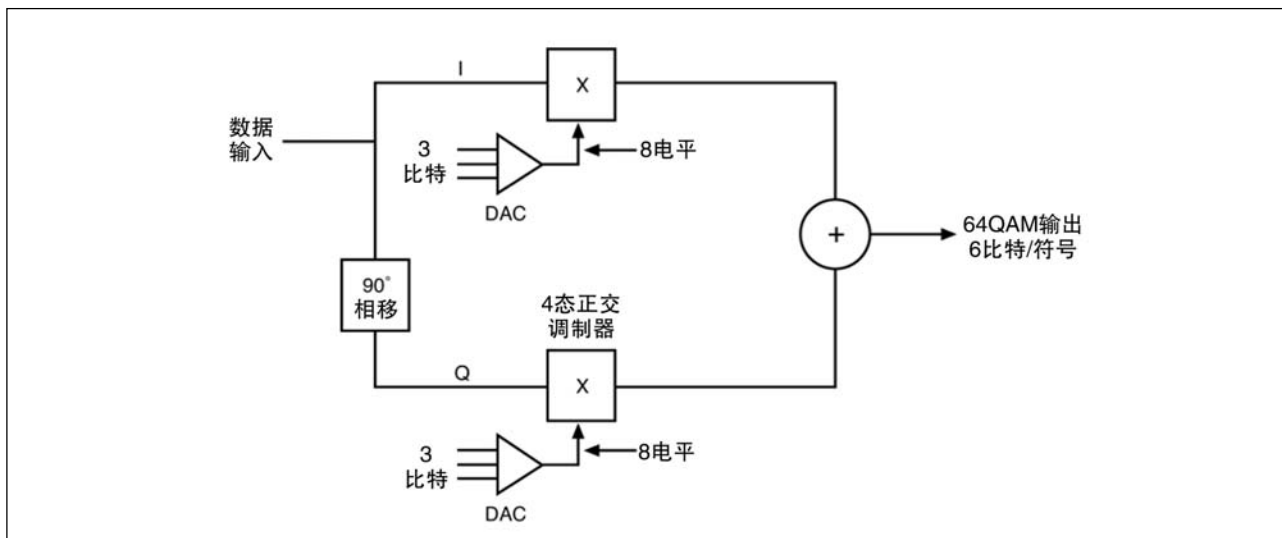 I
X
数据
输入
3
比特
8电平
DAC
+
64QAM输出
6比特/符号
90°
相移
4态正交
调制器
Q
X
3
比特
8电平
DAC